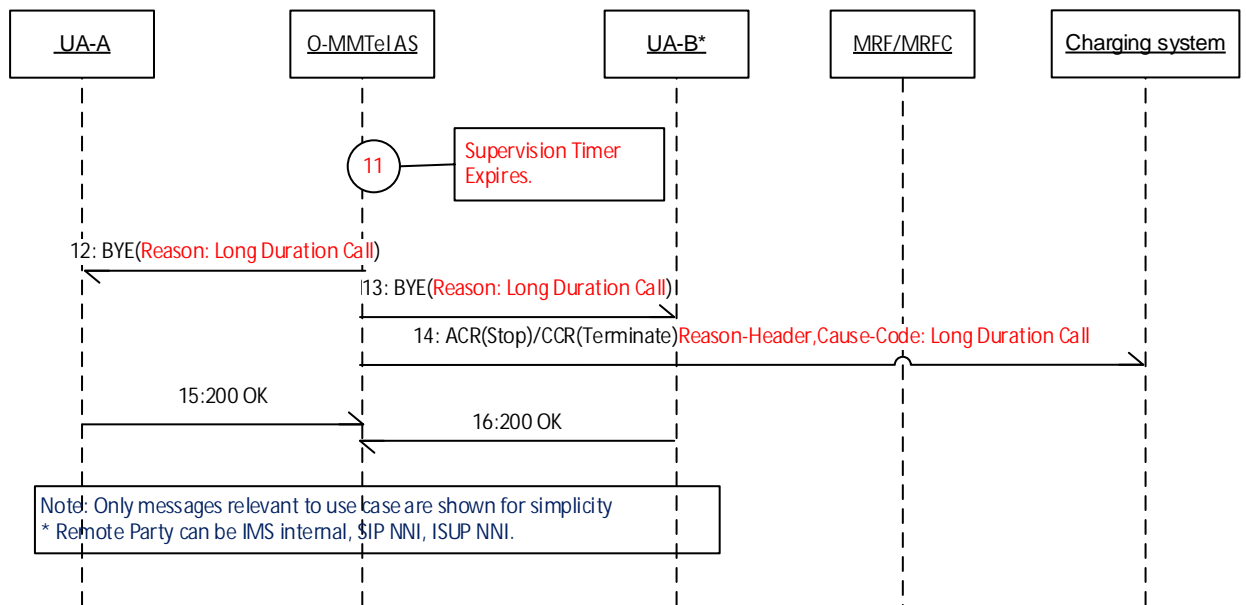 UA-A
O-MMTel AS
UA-B*
MRF/MRFC
Charging system
11
Supervision Timer
Expires.
12: BYE(Reason: Long Duration Call)
13: BYE(Reason: Long Duration Call)
14: ACR(Stop)/CCR(Terminate)Reason-Header,Cause-Code: Long Duration Call
15:200 OK
16:200 OK
Note: Only messages relevant to use case are shown for simplicity
* Remote Party can be IMS internal, SIP NNI, ISUP NNI.